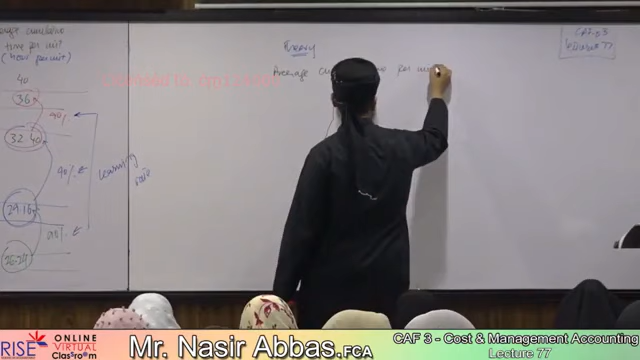 average cumulative
time per unit
(hour per unit)
40
36
90%
32.40
90%
29.16
90%
26.24
learning
rate
Theory
Average
per
CAF-03
Lecture 77
RISE
ONLINE
VIRTUAL
Classroom
Mr. Nasir Abbas.FCA
CAF 3 - Cost & Management Accounting
Lecture 77